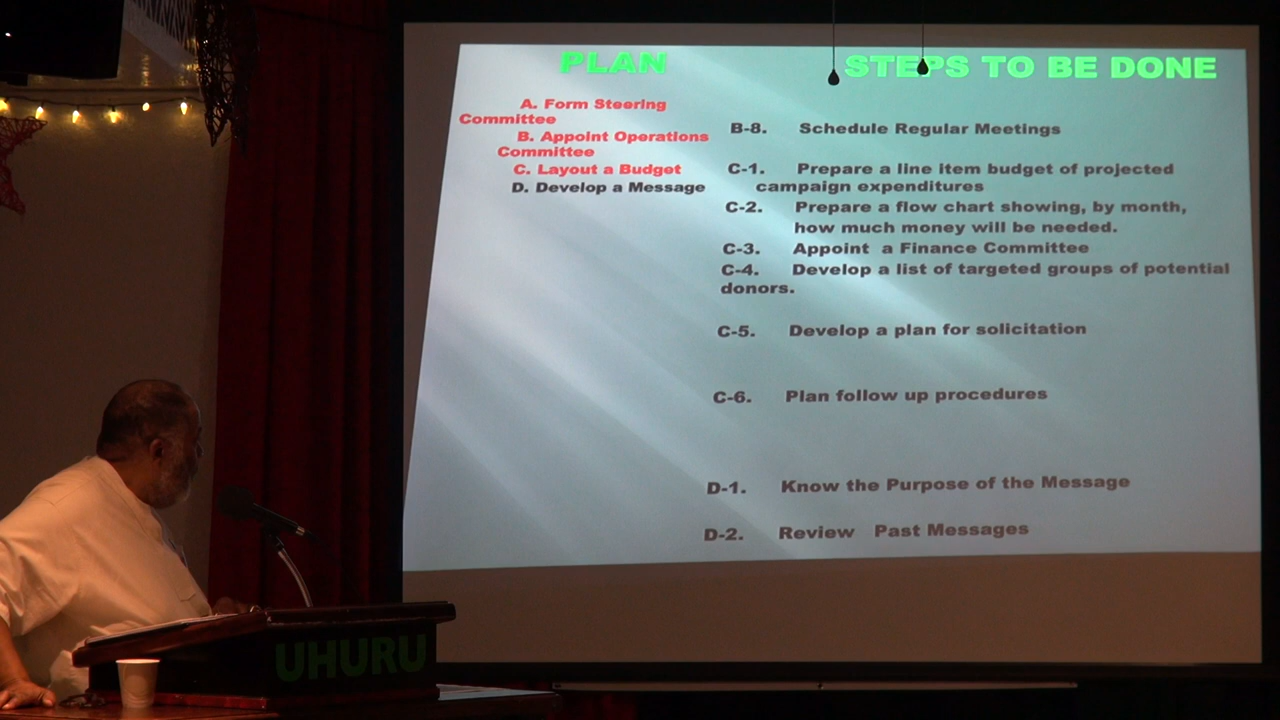 PLAN
STEPS TO BE DONE
A. Form Steering
Committee
B. Appoint Operations
Committee
C. Layout a Budget
D. Develop a Message
B-8. Schedule Regular Meetings
C-1. Prepare a line item budget of projected
campaign expenditures
C-2. Prepare a flow chart showing, by month,
how much money will be needed.
C-3. Appoint a Finance Committee
C-4. Develop a list of targeted groups of potential
donors.
C-5. Develop a plan for solicitation
C-6. Plan follow up procedures
D-1. Know the Purpose of the Message
D-2. Review Past Messages
UHURU